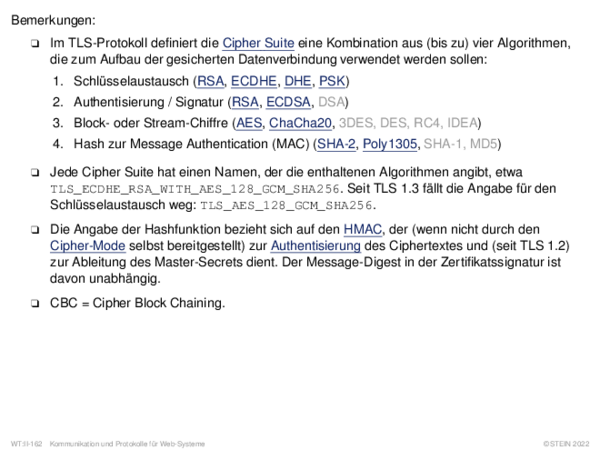 Bemerkungen:
❑ Im TLS-Protokoll definiert die Cipher Suite eine Kombination aus (bis zu) vier Algorithmen,
die zum Aufbau der gesicherten Datenverbindung verwendet werden sollen:
1. Schlüsselaustausch (RSA, ECDHE, DHE, PSK)
2. Authentisierung / Signatur (RSA, ECDSA, DSA)
3. Block- oder Stream-Chiffre (AES, ChaCha20, 3DES, DES, RC4, IDEA)
4. Hash zur Message Authentication (MAC) (SHA-2, Poly1305, SHA-1, MD5)
❑ Jede Cipher Suite hat einen Namen, der die enthaltenen Algorithmen angibt, etwa
TLS_ECDHE_RSA_WITH_AES_128_GCM_SHA256. Seit TLS 1.3 fällt die Angabe für den
Schlüsselaustausch weg: TLS_AES_128_GCM_SHA256.
❑ Die Angabe der Hashfunktion bezieht sich auf den HMAC, der (wenn nicht durch den
Cipher-Mode selbst bereitgestellt) zur Authentisierung des Ciphertextes und (seit TLS 1.2)
zur Ableitung des Master-Secrets dient. Der Message-Digest in der Zertifikatssignatur ist
davon unabhängig.
❑ CBC = Cipher Block Chaining.
WT:II-162 Kommunikation und Protokolle für Web-Systeme ©STEIN 2022